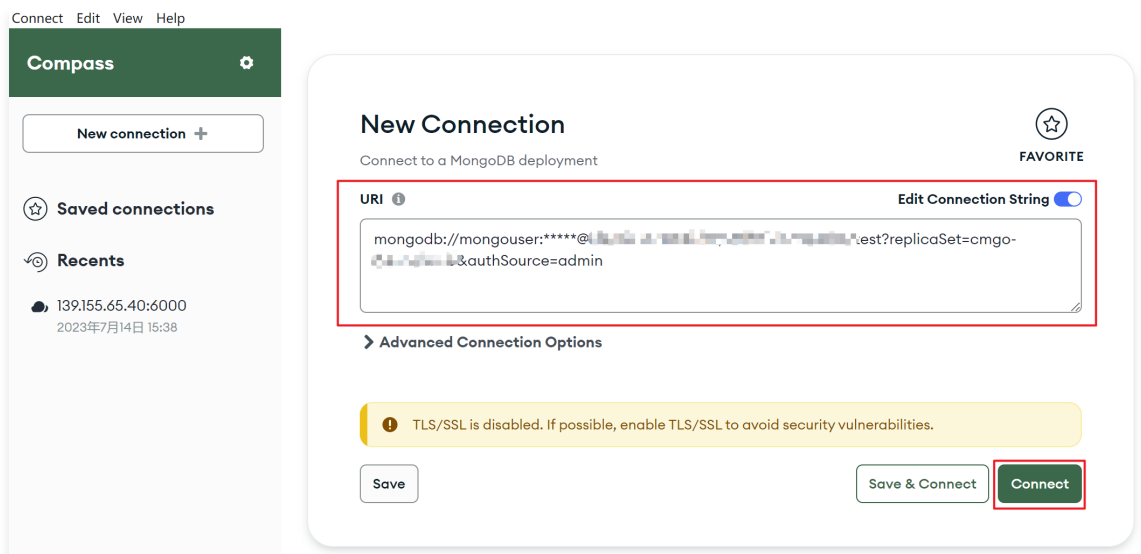 Connect Edit View Help
Compass
New connection
Saved connections
Recents
139.155.65.40:6000
2023年7月14日 15:38
New Connection
Connect to a MongoDB deployment
FAVORITE
URI
Edit Connection String
mongodb://mongouser:*****@ est?replicaSet=cmgo-
&authSource=admin
Advanced Connection Options
TLS/SSL is disabled. If possible, enable TLS/SSL to avoid security vulnerabilities.
Save
Save & Connect
Connect